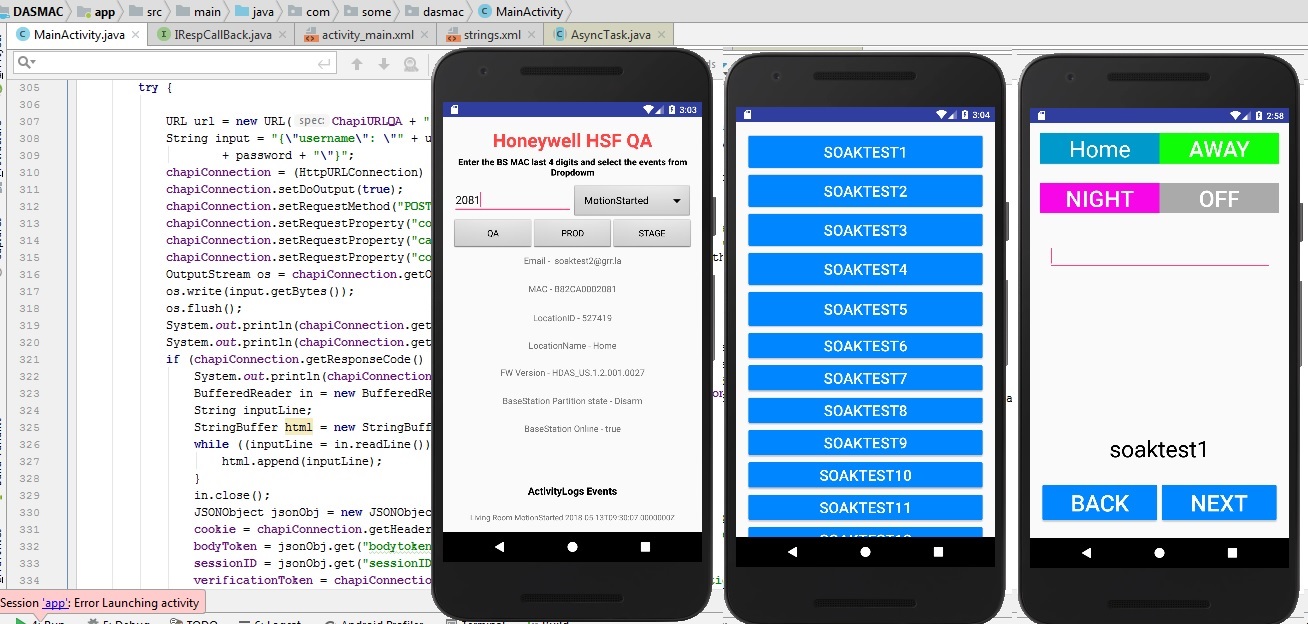 DASMAC app src main java com some dasmac MainActivity
MainActivity.java IRespCallBack.java activity_main.xml strings.xml AsyncTask.java
305 try {
306
307 URL url = new URL( spec: ChapiURLQA + "
308 String input = "{\"username\": \"" + u
309 + password + "\"}";
310 chapiConnection = (HttpURLConnection)
311 chapiConnection.setDoOutput(true);
312 chapiConnection.setRequestMethod("POST
313 chapiConnection.setRequestProperty("co
314 chapiConnection.setRequestProperty("ca
315 chapiConnection.setRequestProperty("co
316 OutputStream os = chapiConnection.getO
317 os.write(input.getBytes());
318 os.flush();
319 System.out.println(chapiConnection.get
320 System.out.println(chapiConnection.get
321 if (chapiConnection.getResponseCode()
322 System.out.println(chapiConnection
323 BufferedReader in = new BufferedRe
324 String inputLine;
325 StringBuffer html = new StringBuff
326 while ((inputLine = in.readLine())
327 html.append(inputLine);
328 }
329 in.close();
330 JSONObject jsonObj = new JSONObjec
331 cookie = chapiConnection.getHeader
332 bodyToken = jsonObj.get("bodytoken
333 sessionID = jsonObj.get("sessionID
334 verificationToken = chapiConnectio
Session 'app': Error Launching activity
3:03
Honeywell HSF QA
Enter the BS MAC last 4 digits and select the events from
Dropdown
2081 MotionStarted
QA PROD STAGE
Email - soaktest2@grr.la
MAC - B82CA0002081
LocationID - 527419
LocationName - Home
FW Version - HDAS_US.1.2.001.0027
BaseStation Partition state - Disarm
BaseStation Online - true
ActivityLogs Events
Living Room MotionStarted 2018-05-13T09:30:07.0000000Z
3:04
SOAKTEST1
SOAKTEST2
SOAKTEST3
SOAKTEST4
SOAKTEST5
SOAKTEST6
SOAKTEST7
SOAKTEST8
SOAKTEST9
SOAKTEST10
SOAKTEST11
2:58
Home AWAY
NIGHT OFF
soaktest1
BACK NEXT